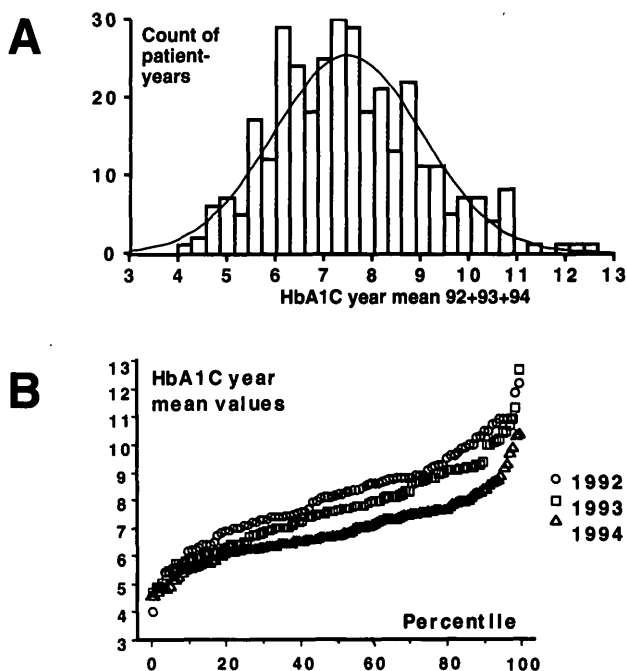 A
Count of
patient-
years
30
20
10
0
3 4 5 6 7 8 9 10 11 12 13
HbA1C year mean 92+93+94
B
HbA1C year
mean values
13
12
11
10
9
8
7
6
5
4
3
1992
1993
1994
Percentile
0 20 40 60 80 100